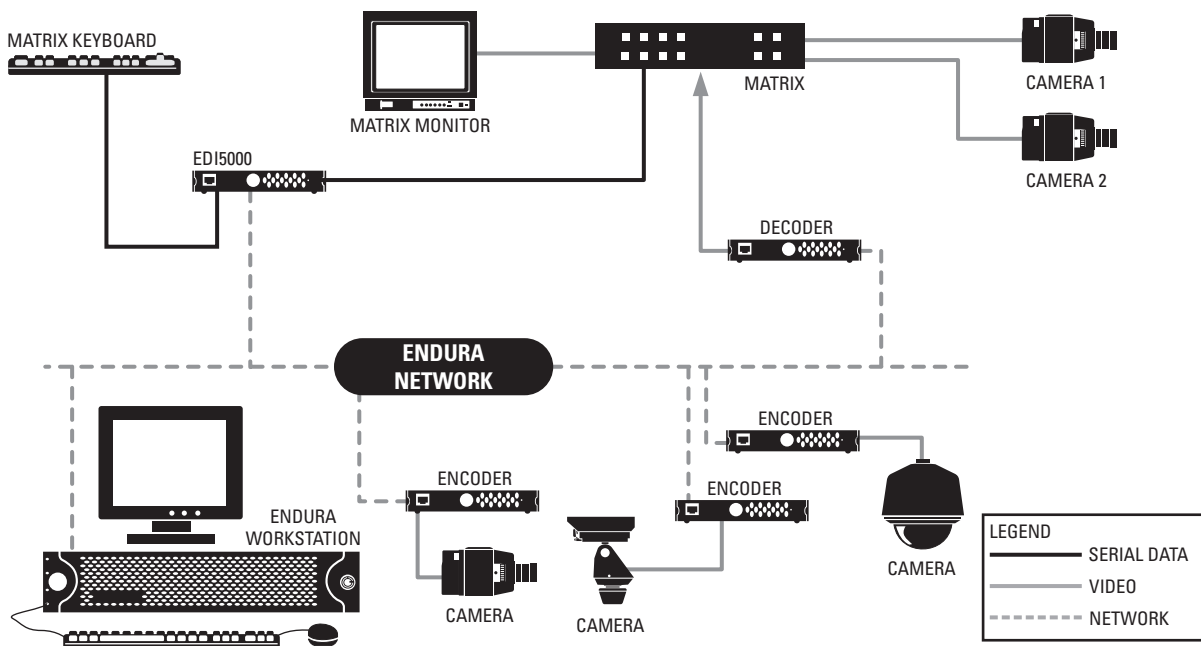 MATRIX KEYBOARD
MATRIX MONITOR
MATRIX
CAMERA 1
CAMERA 2
EDI5000
DECODER
ENDURA
NETWORK
ENCODER
ENCODER
ENCODER
ENDURA
WORKSTATION
CAMERA
CAMERA
CAMERA
LEGEND
SERIAL DATA
VIDEO
NETWORK